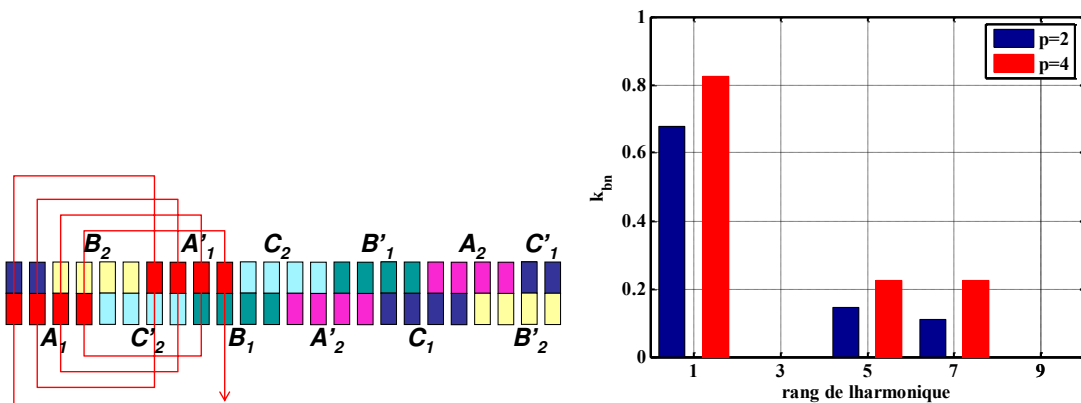 B2 A'1 C2 B'1 A2 C'1
A1 C'2 B1 A'2 C1 B'2
1
0.8
0.6
0.4
0.2
0
kbn
p=2
p=4
1 3 5 7 9
rang de lharmonique